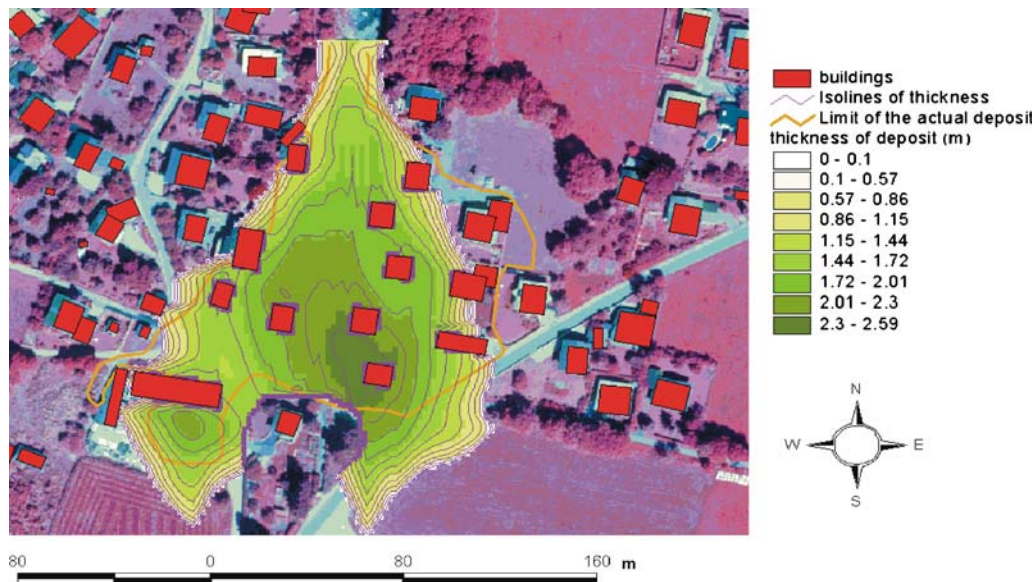 buildings
Isolines of thickness
Limit of the actual deposit
thickness of deposit (m)
0 - 0.1
0.1 - 0.57
0.57 - 0.86
0.86 - 1.15
1.15 - 1.44
1.44 - 1.72
1.72 - 2.01
2.01 - 2.3
2.3 - 2.59
N
W E
S
80 0 80 160 m